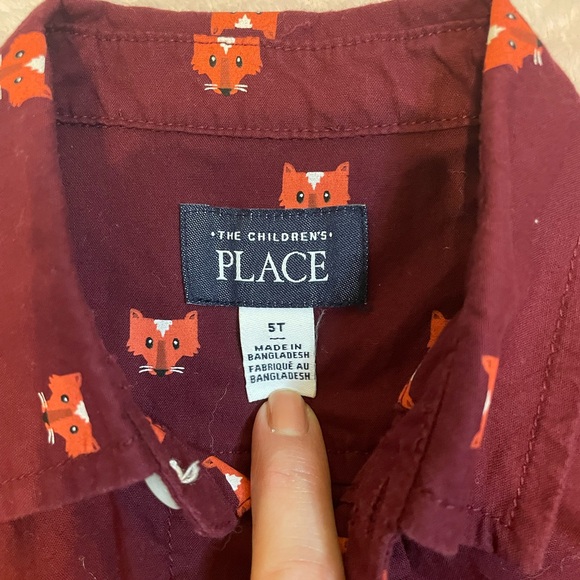 •THE CHILDREN'S•
PLACE
5T
MADE IN
BANGLADESH
FABRIQUÉ AU
BANGLADESH